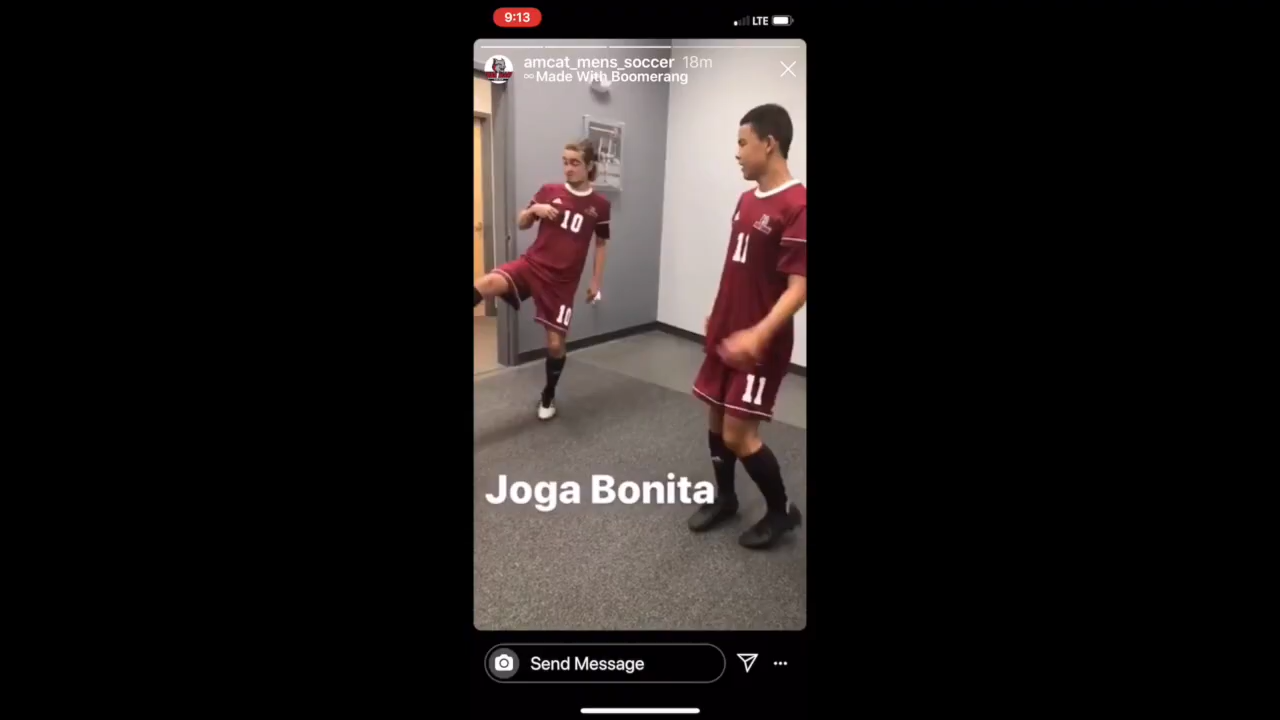 9:13
LTE
amcat_mens_soccer 18m
∞Made With Boomerang
10
11
10
11
Joga Bonita
Send Message